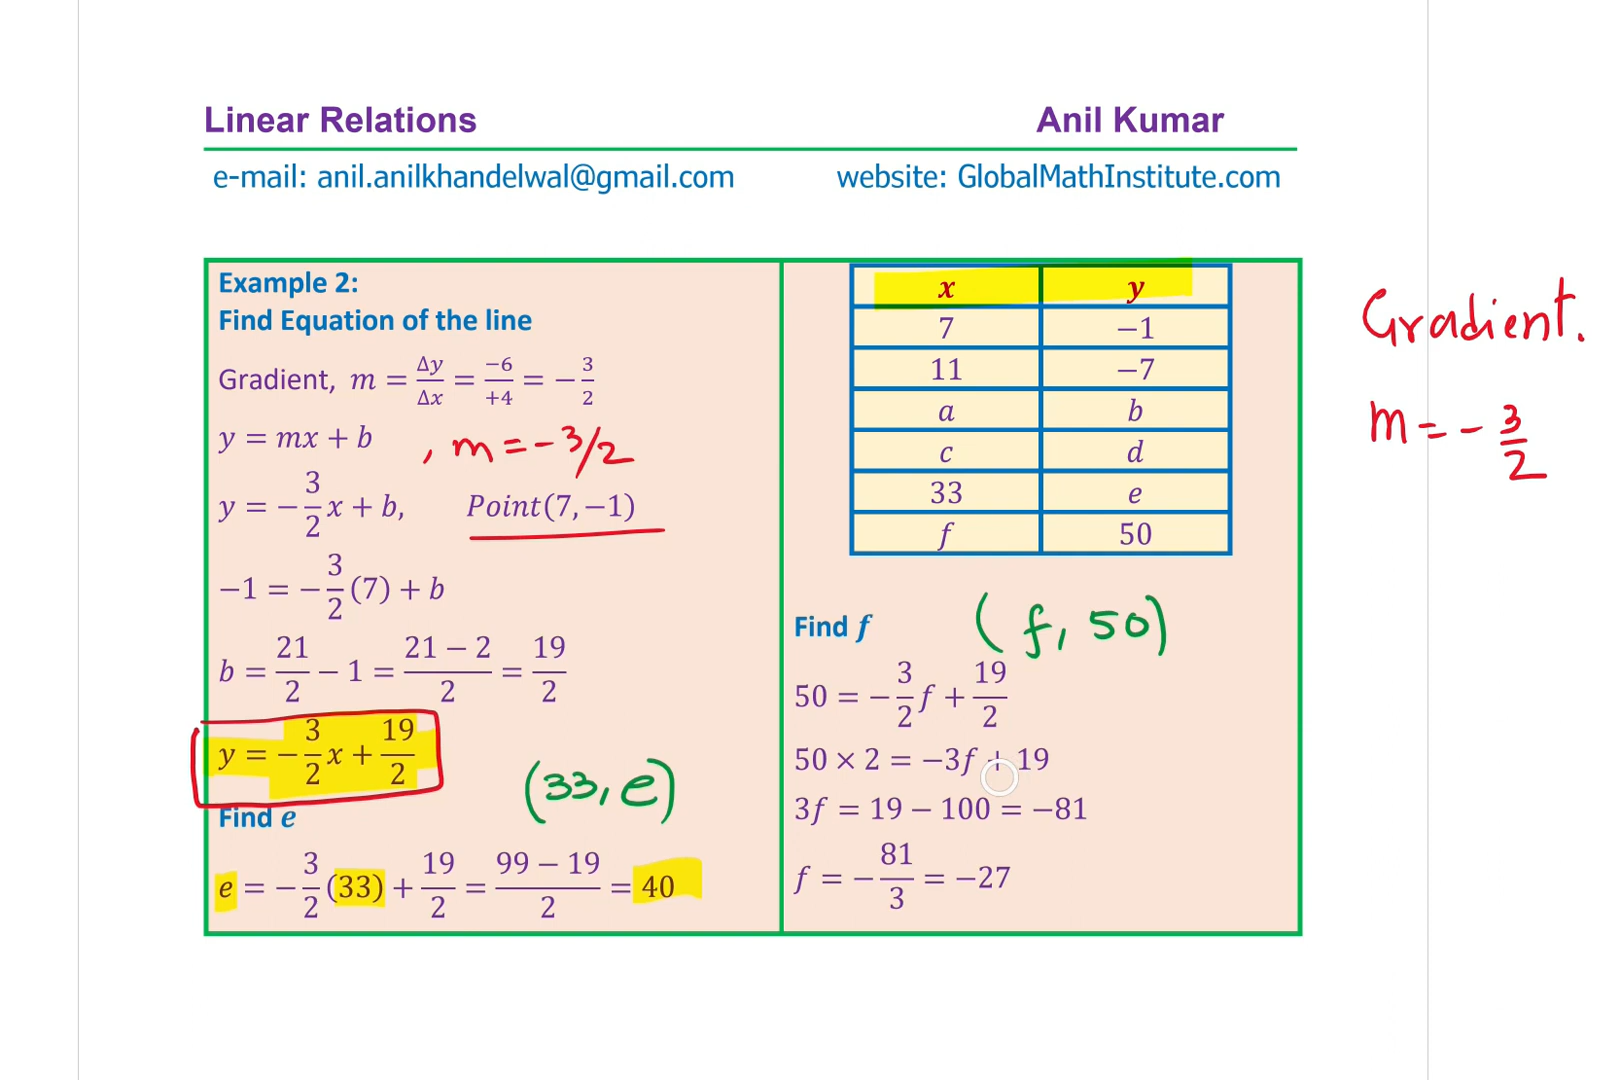 Linear Relations Anil Kumar
e-mail: anil.anilkhandelwal@gmail.com website: GlobalMathInstitute.com
Example 2:
Find Equation of the line
Gradient, m = Δy/Δx = −6/+4 = −3/2
y = mx + b , m = −3/2
y = −3/2 x + b, Point(7, −1)
−1 = −3/2 (7) + b
b = 21/2 − 1 = (21 − 2)/2 = 19/2
y = −3/2 x + 19/2
(33, e)
Find e
e = −3/2 (33) + 19/2 = (99 − 19)/2 = 40
x y
7 −1
11 −7
a b
c d
33 e
f 50
Find f (f, 50)
50 = −3/2 f + 19/2
50 × 2 = −3f + 19
3f = 19 − 100 = −81
f = −81/3 = −27
Gradient.
m = −3/2